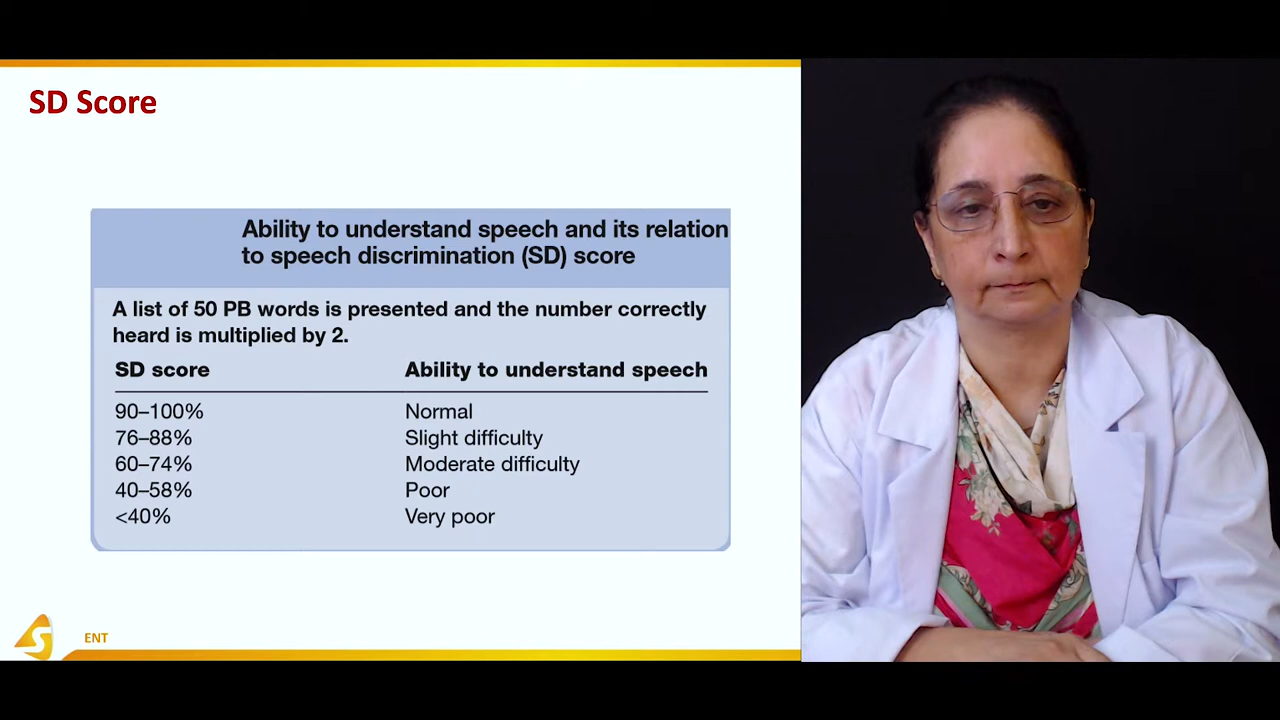 SD Score
Ability to understand speech and its relation
to speech discrimination (SD) score
A list of 50 PB words is presented and the number correctly
heard is multiplied by 2.
SD score Ability to understand speech
90–100% Normal
76–88% Slight difficulty
60–74% Moderate difficulty
40–58% Poor
<40% Very poor
ENT